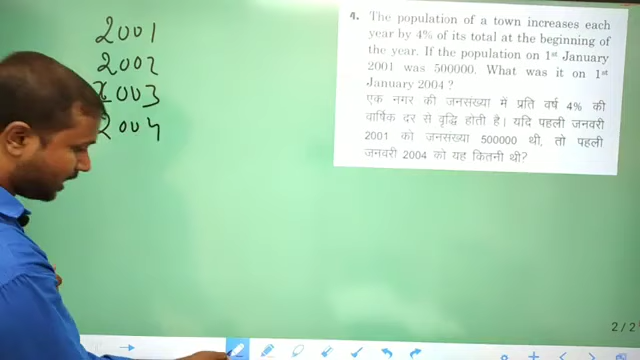 2001
2002
2003
2004
4. The population of a town increases each
year by 4% of its total at the beginning of
the year. If the population on 1st January
2001 was 500000. What was it on 1st
January 2004 ?
एक नगर की जनसख्या मे प्रति वर्ष 4% की
वार्षिक दर से वृद्धि होती है। यदि पहली जनवरी
2001 को जनसख्या 500000 थी, तो पहली
जनवरी 2004 को यह कितनी थी?
2/2